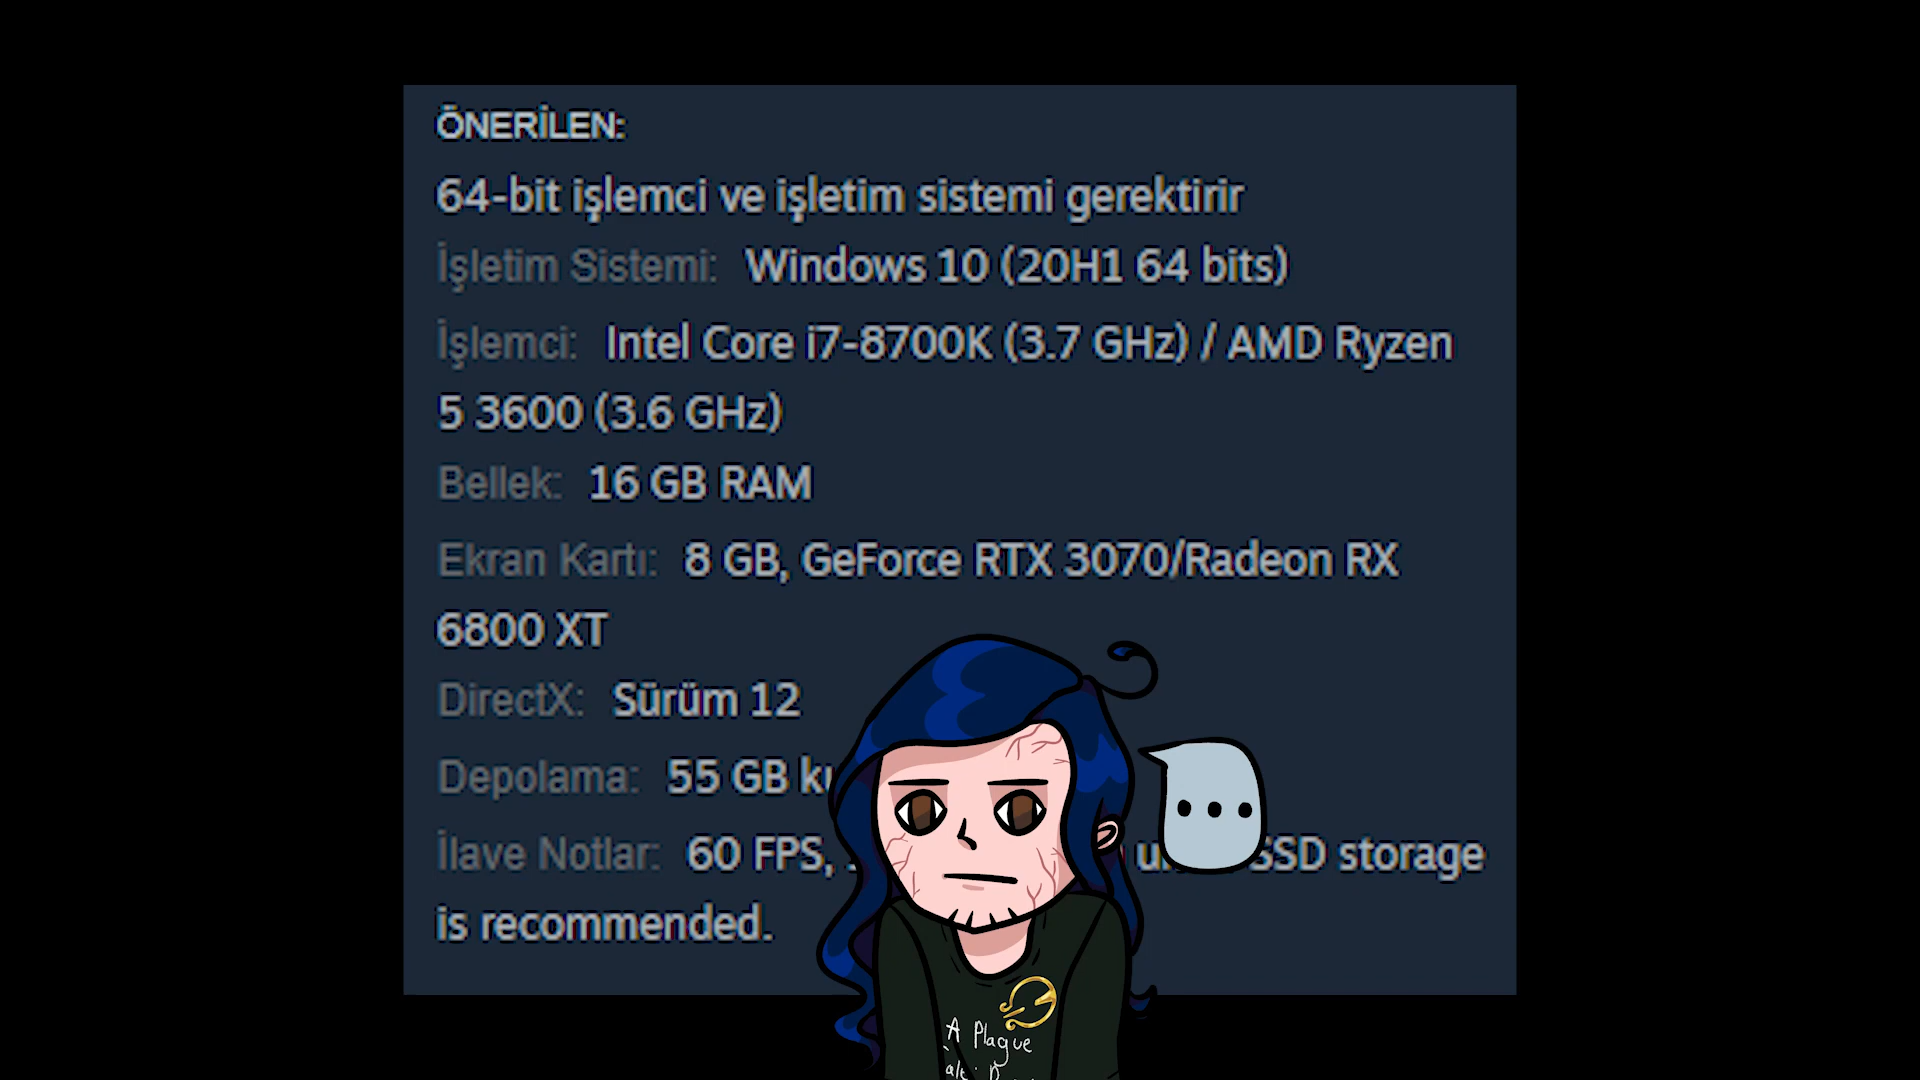 ÖNERİLEN:
64-bit işlemci ve işletim sistemi gerektirir
İşletim Sistemi: Windows 10 (20H1 64 bits)
İşlemci: Intel Core i7-8700K (3.7 GHz) / AMD Ryzen
5 3600 (3.6 GHz)
Bellek: 16 GB RAM
Ekran Kartı: 8 GB, GeForce RTX 3070/Radeon RX
6800 XT
DirectX: Sürüm 12
Depolama: 55 GB
İlave Notlar: 60 FPS, SSD storage
is recommended.
A Plague